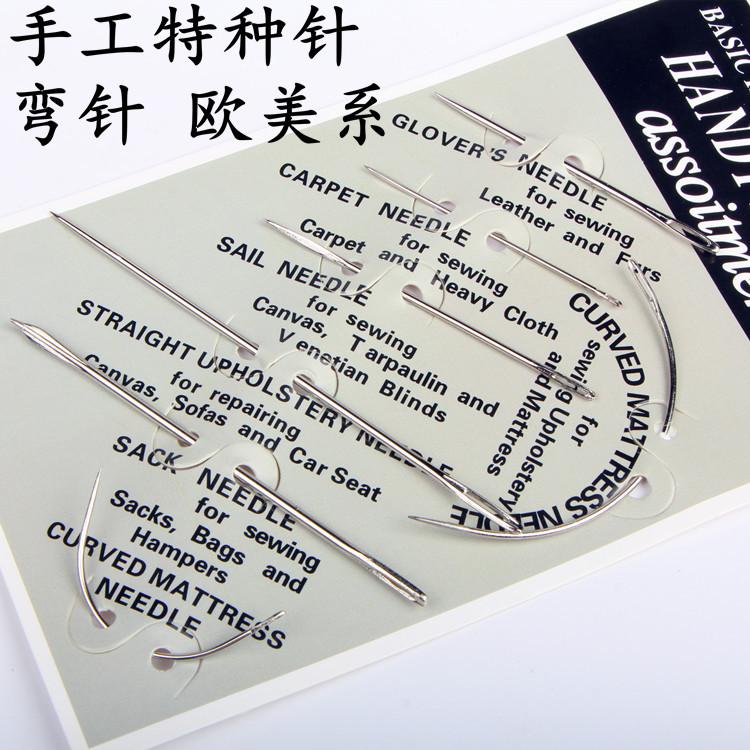 手工特种针
弯针 欧美系
BASIC
HAND
assoitme
GLOVER'S NEEDLE
for sewing
Leather and Furs
CARPET NEEDLE
for sewing
Carpet and Heavy Cloth
SAIL NEEDLE
for sewing
Canvas, Tarpaulin and
Venetian Blinds
CURVED MATTRESS NEEDLE
for
sewing Upholstery
and Mattress
STRAIGHT UPHOLSTERY NEEDLE
for repairing
Canvas, Sofas and Car Seat
SACK NEEDLE
for sewing
Sacks, Bags and
Hampers
CURVED MATTRESS
NEEDLE